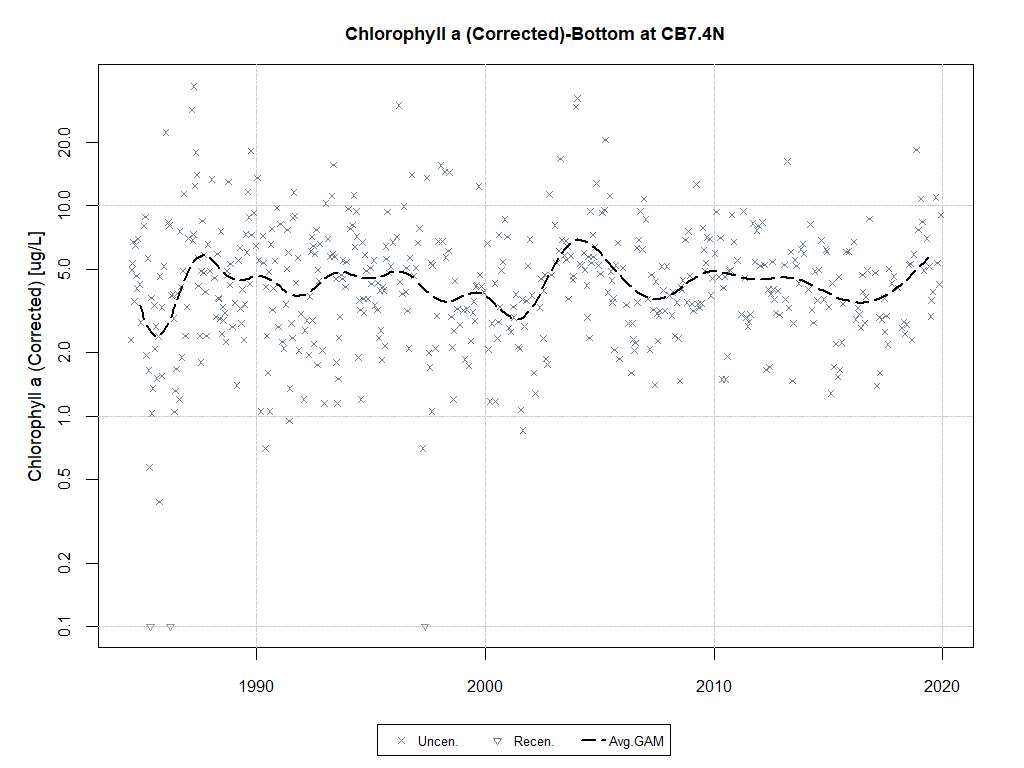 Chlorophyll a (Corrected)-Bottom at CB7.4N
Chlorophyll a (Corrected) [ug/L]
20.0
10.0
5.0
2.0
1.0
0.5
0.2
0.1
1990 2000 2010 2020
Uncen. Recen. Avg.GAM